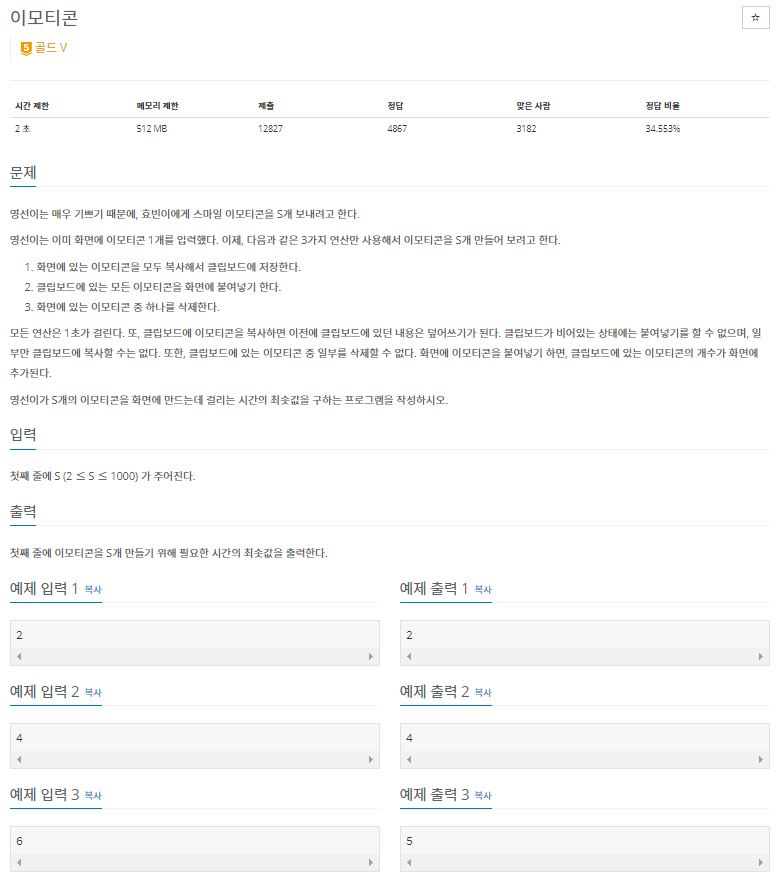 이모티콘
☆
5 골드 V
시간 제한 메모리 제한 제출 정답 맞은 사람 정답 비율
2 초 512 MB 12827 4867 3182 34.553%
문제
영선이는 매우 기쁘기 때문에, 효빈이에게 스마일 이모티콘을 S개 보내려고 한다.
영선이는 이미 화면에 이모티콘 1개를 입력했다. 이제, 다음과 같은 3가지 연산만 사용해서 이모티콘을 S개 만들어 보려고 한다.
1. 화면에 있는 이모티콘을 모두 복사해서 클립보드에 저장한다.
2. 클립보드에 있는 모든 이모티콘을 화면에 붙여넣기 한다.
3. 화면에 있는 이모티콘 중 하나를 삭제한다.
모든 연산은 1초가 걸린다. 또, 클립보드에 이모티콘을 복사하면 이전에 클립보드에 있던 내용은 덮어쓰기가 된다. 클립보드가 비어있는 상태에는 붙여넣기를 할 수 없으며, 일
부만 클립보드에 복사할 수는 없다. 또한, 클립보드에 있는 이모티콘 중 일부를 삭제할 수 없다. 화면에 이모티콘을 붙여넣기 하면, 클립보드에 있는 이모티콘의 개수가 화면에
추가된다.
영선이가 S개의 이모티콘을 화면에 만드는데 걸리는 시간의 최솟값을 구하는 프로그램을 작성하시오.
입력
첫째 줄에 S (2 ≤ S ≤ 1000) 가 주어진다.
출력
첫째 줄에 이모티콘을 S개 만들기 위해 필요한 시간의 최솟값을 출력한다.
예제 입력 1 복사 예제 출력 1 복사
2 2
예제 입력 2 복사 예제 출력 2 복사
4 4
예제 입력 3 복사 예제 출력 3 복사
6 5